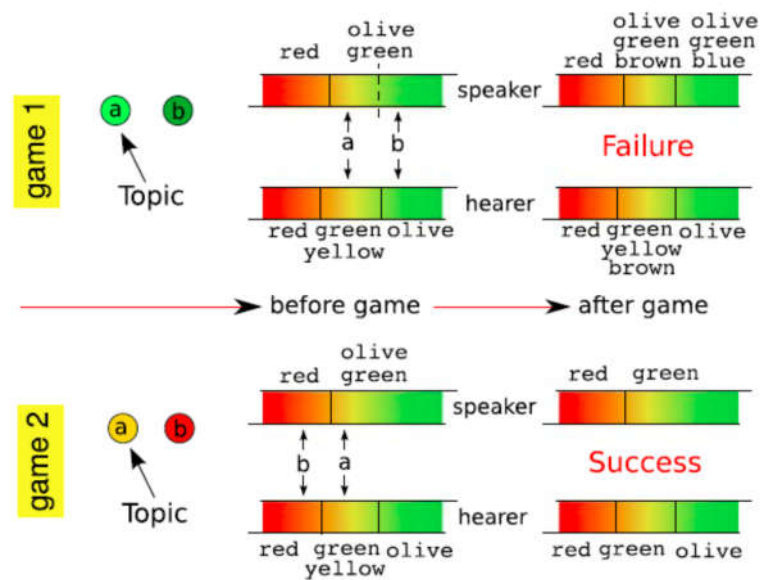 game 1
a b
Topic
red
olive
green
speaker
a b
hearer
red green olive
yellow
olive olive
green green
red brown blue
Failure
red green olive
yellow
brown
before game
after game
game 2
a b
Topic
olive
red green
speaker
b a
hearer
red green olive
yellow
red green
Success
red green olive